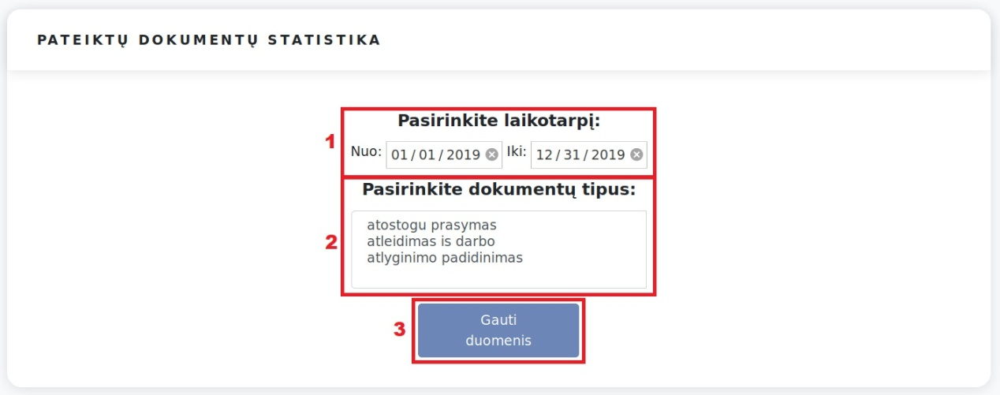 PATEIKTŲ DOKUMENTŲ STATISTIKA
Pasirinkite laikotarpį:
1
Nuo: 01/01/2019 Iki: 12/31/2019
Pasirinkite dokumentų tipus:
atostogu prasymas
2
atleidimas is darbo
atlyginimo padidinimas
Gauti
3
duomenis